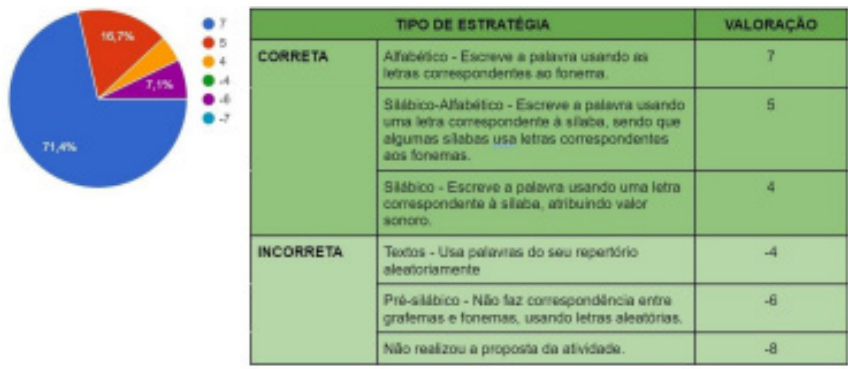 7
5
4
-4
-6
-7
16,7%
7,1%
71,4%
TIPO DE ESTRATÉGIA VALORAÇÃO
CORRETA
Alfabético - Escreve a palavra usando as
letras correspondentes ao fonema.
7
Silábico-Alfabético - Escreve a palavra usando
uma letra correspondente à sílaba, sendo que
algumas sílabas usa letras correspondentes
aos fonemas.
5
Silábico - Escreve a palavra usando uma letra
correspondente à sílaba, atribuindo valor
sonoro.
4
INCORRETA
Textos - Usa palavras do seu repertório
aleatoriamente
-4
Pré-silábico - Não faz correspondência entre
grafemas e fonemas, usando letras aleatórias.
-6
Não realizou a proposta da atividade.
-8